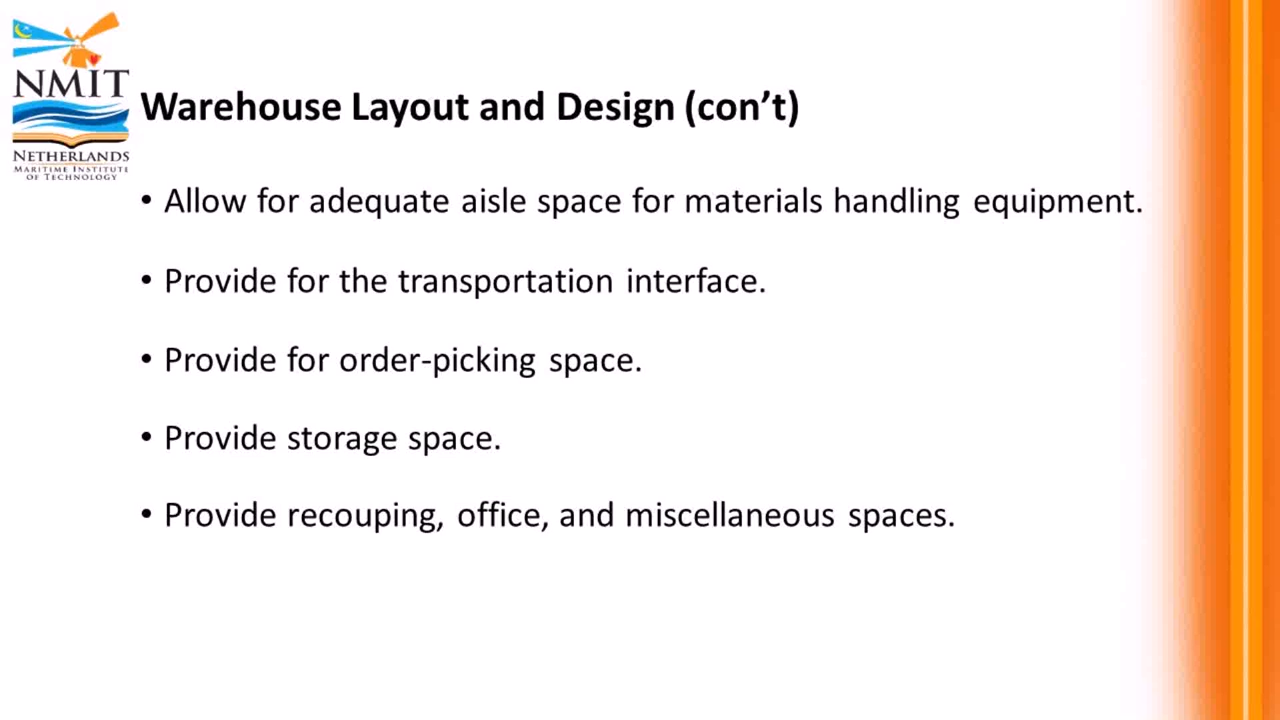 NMIT
NETHERLANDS
MARITIME INSTITUTE
OF TECHNOLOGY
Warehouse Layout and Design (con’t)
• Allow for adequate aisle space for materials handling equipment.
• Provide for the transportation interface.
• Provide for order-picking space.
• Provide storage space.
• Provide recouping, office, and miscellaneous spaces.